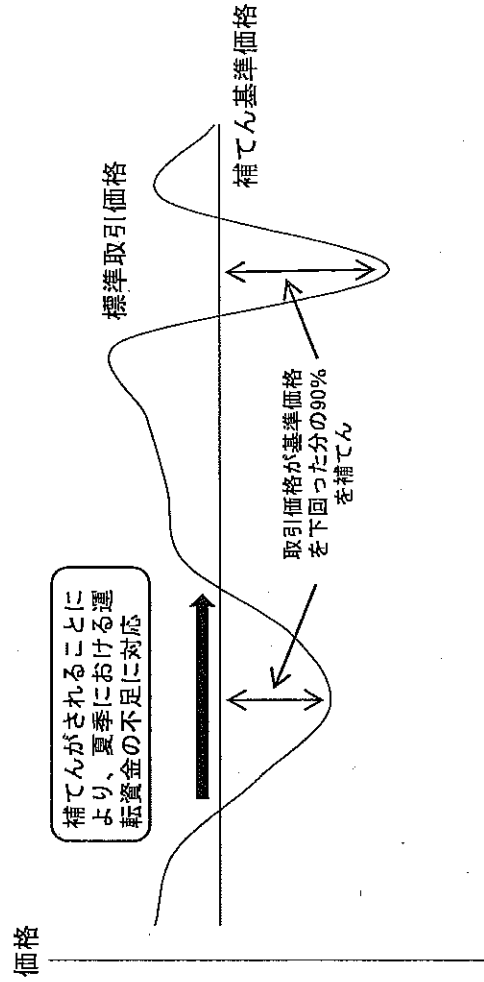 価格
補てんがされることに
より、夏季における運
転資金の不足に対応
標準取引価格
補てん基準価格
取引価格が基準価格
を下回った分の90%
を補てん